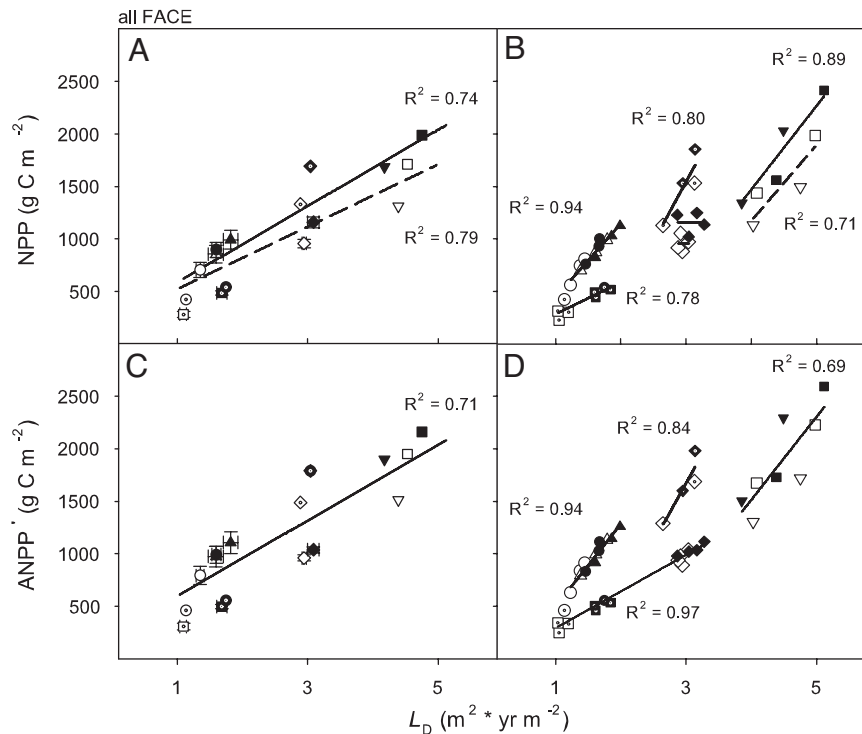 all FACE
A
B
R² = 0.74
R² = 0.79
R² = 0.80
R² = 0.89
R² = 0.94
R² = 0.71
R² = 0.78
NPP (g C m⁻²)
2500
2000
1500
1000
500
C
D
R² = 0.71
R² = 0.69
R² = 0.84
R² = 0.94
R² = 0.97
ANPP' (g C m⁻²)
2500
2000
1500
1000
500
1 3 5
1 3 5
L_D (m² * yr m⁻²)